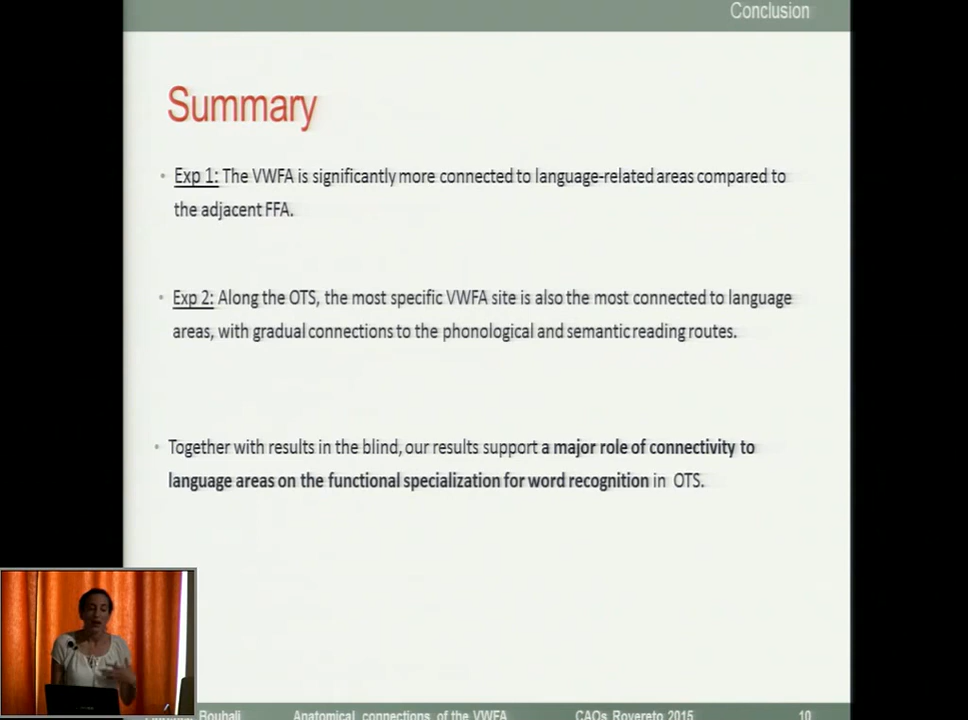 Conclusion
Summary
• Exp 1: The VWFA is significantly more connected to language-related areas compared to
the adjacent FFA.
• Exp 2: Along the OTS, the most specific VWFA site is also the most connected to language
areas, with gradual connections to the phonological and semantic reading routes.
• Together with results in the blind, our results support a major role of connectivity to
language areas on the functional specialization for word recognition in OTS.
Bouhali Anatomical connections of the VWFA CAOs Rovereto 2015 10